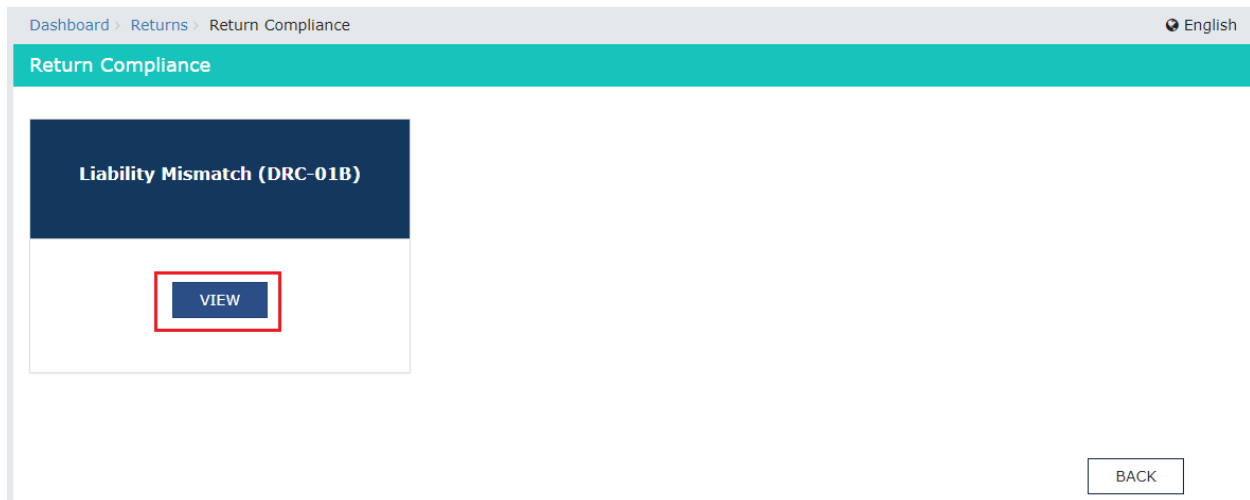 Dashboard > Returns > Return Compliance English
Return Compliance
Liability Mismatch (DRC-01B)
VIEW
BACK